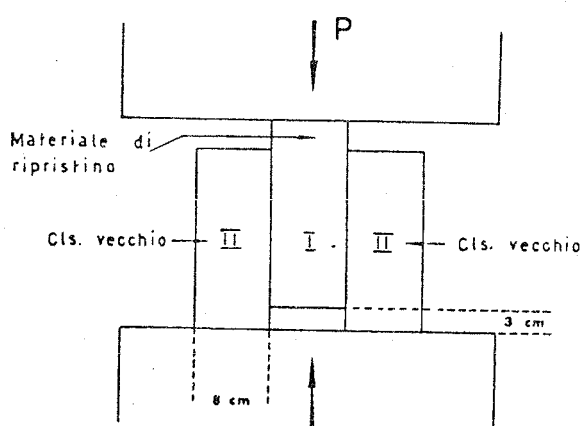 P
Materiale di
ripristino
Cls. vecchio
II
I
II
Cls. vecchio
3 cm
8 cm